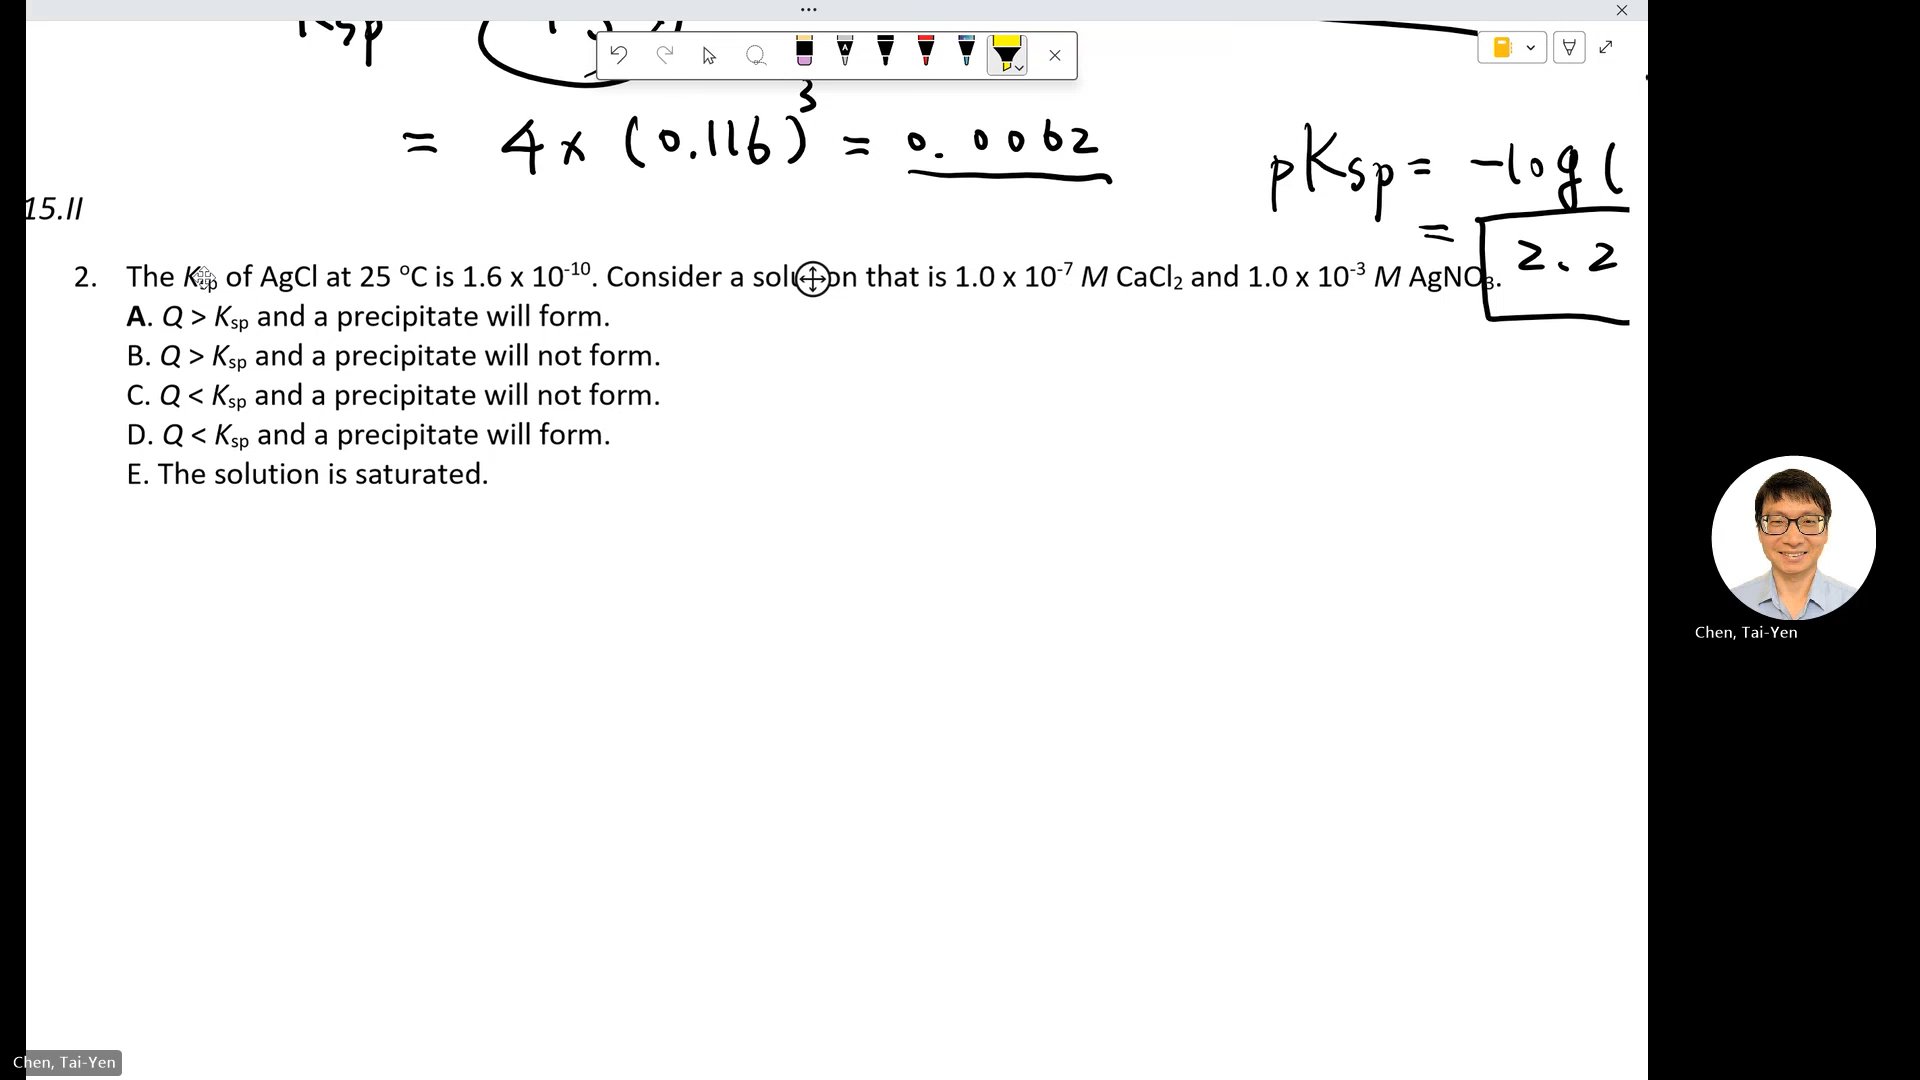 Ksp
3
= 4 x (0.116) = 0.0062
pKsp = -log (
= 2.2
15.II
2. The Ksp of AgCl at 25 °C is 1.6 x 10-10. Consider a solution that is 1.0 x 10-7 M CaCl2 and 1.0 x 10-3 M AgNO3.
A. Q > Ksp and a precipitate will form.
B. Q > Ksp and a precipitate will not form.
C. Q < Ksp and a precipitate will not form.
D. Q < Ksp and a precipitate will form.
E. The solution is saturated.
Chen, Tai-Yen
Chen, Tai-Yen